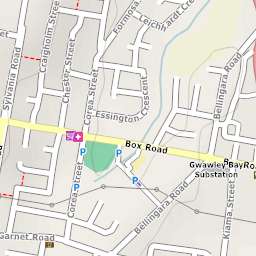 Formosa
Leichhardt Cres
Craigholm Street
Sylvania Road
Chester Street
Corea Street
Essington Crescent
Bellingara Road
Box Road
P
P
P
P
Gwawley Bay
Substation
Ro
Corea Street
Bellingara Road
Kiama Street
Garnet Road